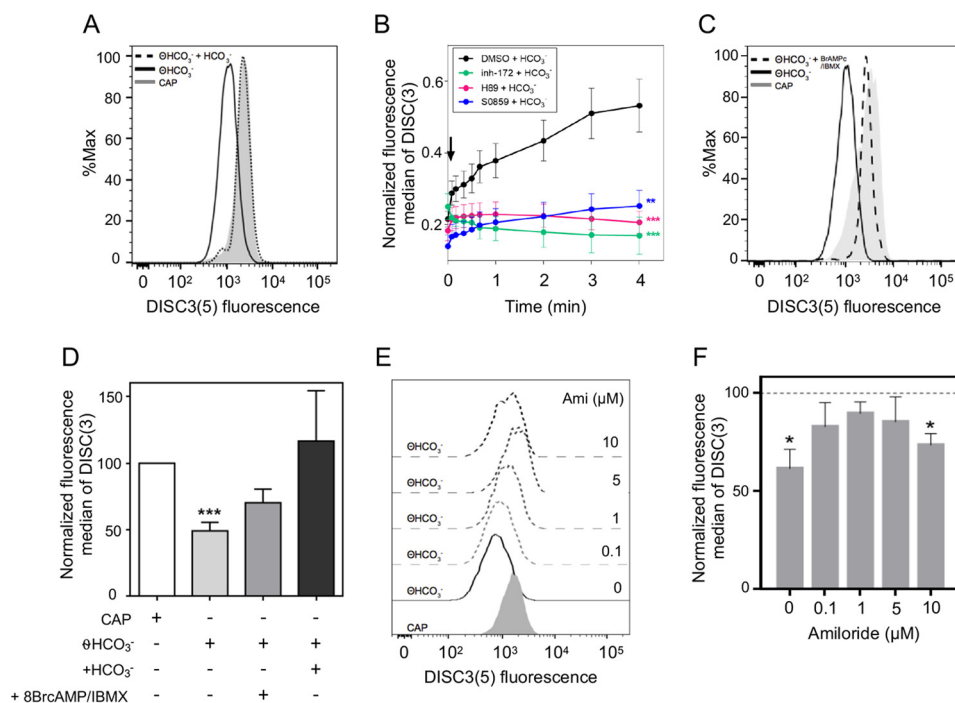 A
ΘHCO₃⁻ + HCO₃⁻
ΘHCO₃⁻
CAP
%Max
100
80
60
40
20
0
0 10² 10³ 10⁴ 10⁵
DISC3(5) fluorescence
B
DMSO + HCO₃⁻
inh-172 + HCO₃⁻
H89 + HCO₃⁻
S0859 + HCO₃⁻
Normalized fluorescence
median of DISC(3)
0.6
0.4
0.2
**
***
***
0 1 2 3 4
Time (min)
C
ΘHCO₃⁻ + BrAMPc
/IBMX
ΘHCO₃⁻
CAP
%Max
100
80
60
40
20
0
0 10² 10³ 10⁴ 10⁵
DISC3(5) fluorescence
D
Normalized fluorescence
median of DISC(3)
150
100
50
0
***
CAP + - - -
ΘHCO₃⁻ - + + +
+HCO₃⁻ - - - +
+ 8BrcAMP/IBMX - - + -
E
Ami (µM)
ΘHCO₃⁻ 10
ΘHCO₃⁻ 5
ΘHCO₃⁻ 1
ΘHCO₃⁻ 0.1
ΘHCO₃⁻ 0
CAP
0 10² 10³ 10⁴ 10⁵
DISC3(5) fluorescence
F
Normalized fluorescence
median of DISC(3)
100
50
0
* *
0 0.1 1 5 10
Amiloride (µM)